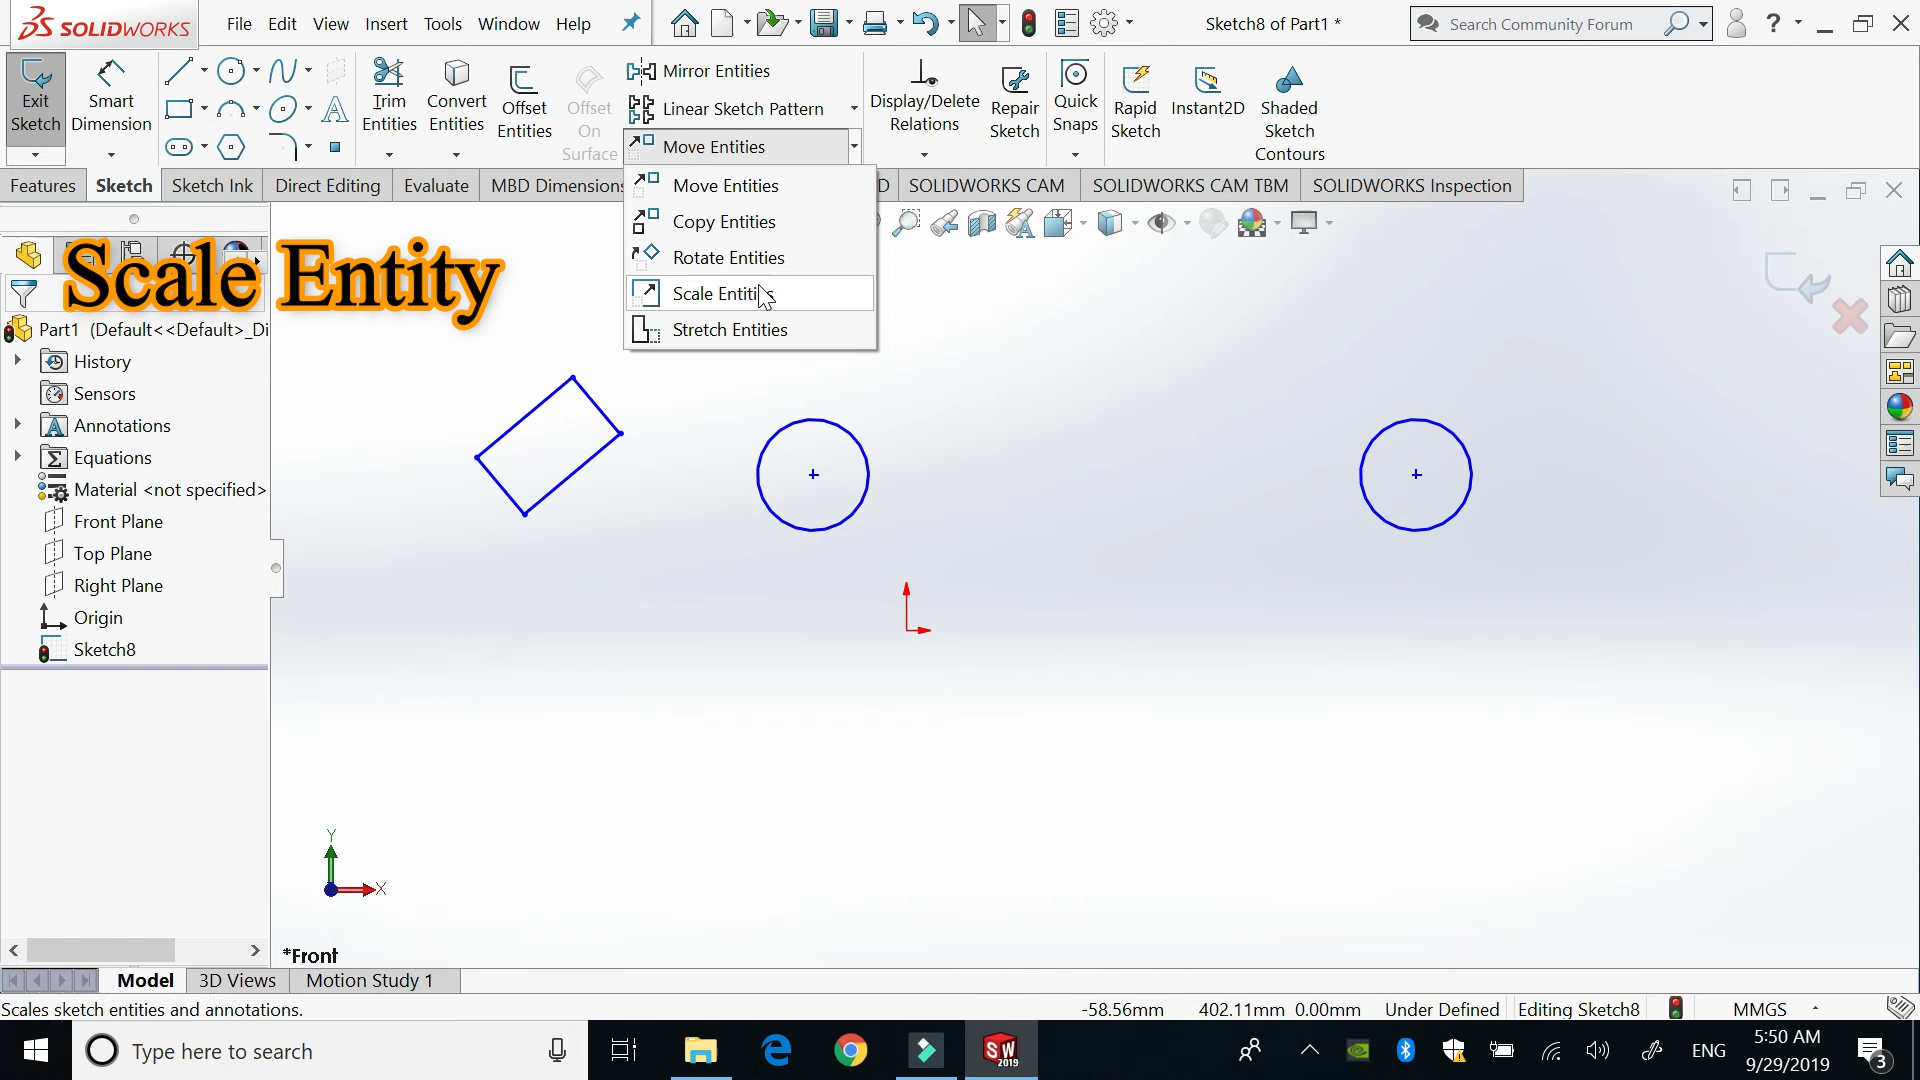 SOLIDWORKS File Edit View Insert Tools Window Help Sketch8 of Part1 * Search Community Forum ?
Exit Sketch
Smart Dimension
Trim Entities
Convert Entities
Offset Entities
Offset On Surface
Mirror Entities
Linear Sketch Pattern
Move Entities
Display/Delete Relations
Repair Sketch
Quick Snaps
Rapid Sketch
Instant2D
Shaded Sketch Contours
Features Sketch Sketch Ink Direct Editing Evaluate MBD Dimensions D SOLIDWORKS CAM SOLIDWORKS CAM TBM SOLIDWORKS Inspection
Move Entities
Copy Entities
Rotate Entities
Scale Entities
Stretch Entities
Scale Entity
Part1 (Default<<Default>_Di
History
Sensors
Annotations
Equations
Material <not specified>
Front Plane
Top Plane
Right Plane
Origin
Sketch8
Y
X
*Front
Model 3D Views Motion Study 1
Scales sketch entities and annotations. -58.56mm 402.11mm 0.00mm Under Defined Editing Sketch8 MMGS
Type here to search SW 2019 ENG 5:50 AM
9/29/2019 3